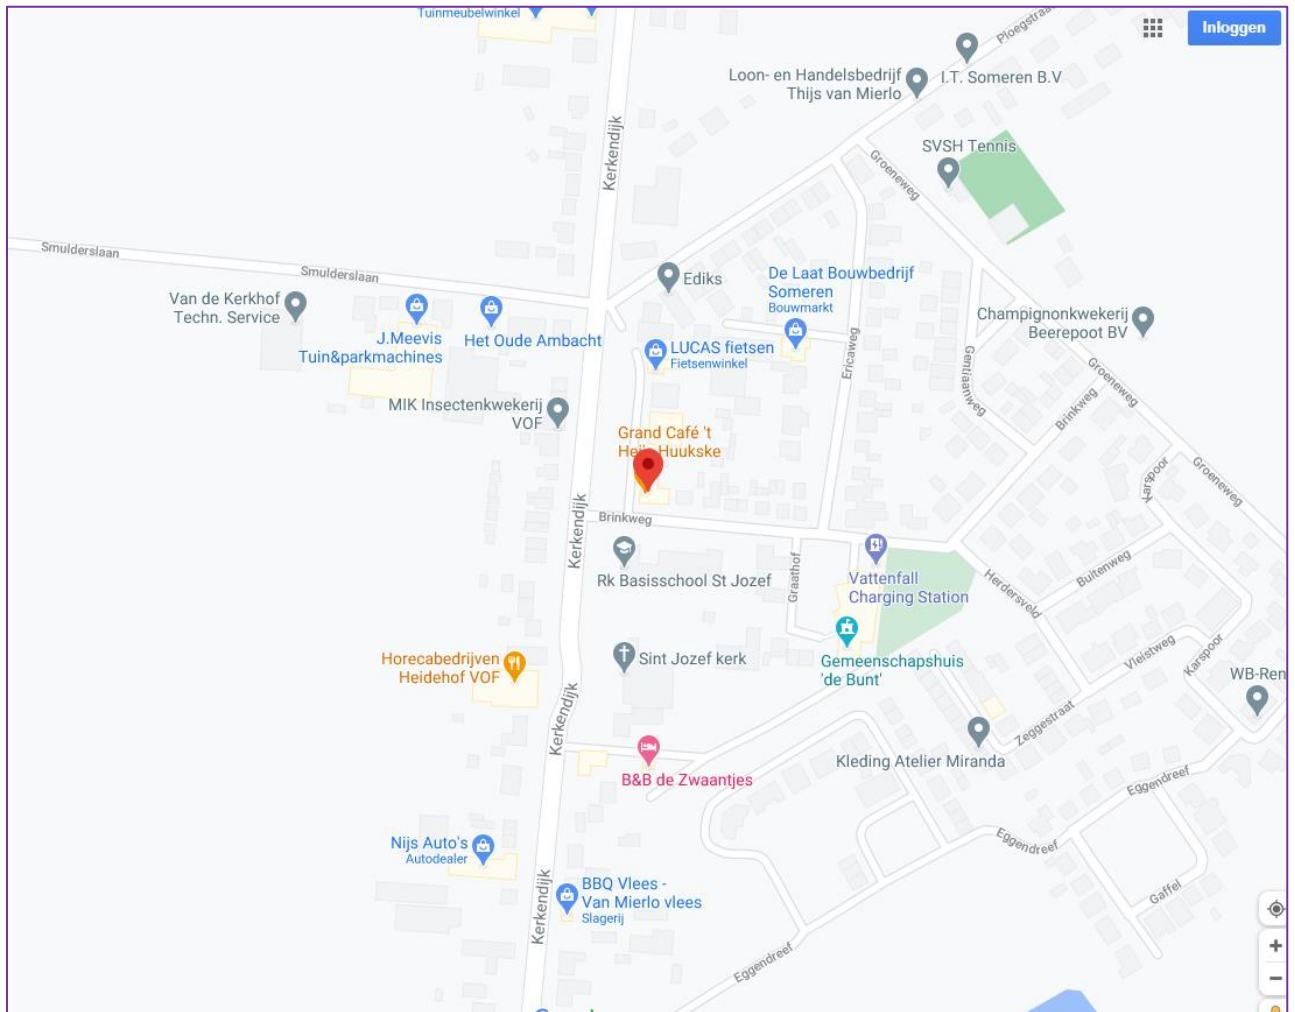 Tuinmeubelwinkel
Inloggen
Ploegstraat
Loon- en Handelsbedrijf
Thijs van Mierlo
I.T. Someren B.V
Kerkendijk
SVSH Tennis
Groeneweg
Smulderslaan
Smulderslaan
Ediks
De Laat Bouwbedrijf
Someren
Bouwmarkt
Van de Kerkhof
Techn. Service
J.Meevis
Tuin&parkmachines
Het Oude Ambacht
LUCAS fietsen
Fietsenwinkel
Champignonkwekerij
Beerepoot BV
Ericaweg
Gentiaanweg
Groeneweg
Brinkweg
MIK Insectenkwekerij
VOF
Grand Café 't
Huukske
Karspoor
Groeneweg
Kerkendijk
Brinkweg
Rk Basisschool St Jozef
Graathof
Vattenfall
Charging Station
Herdersveld
Buitenweg
Horecabedrijven
Heidehof VOF
Sint Jozef kerk
Gemeenschapshuis
'de Bunt'
Vleistweg
Karspoor
WB-Ren
Kerkendijk
Zeggestraat
Kleding Atelier Miranda
B&B de Zwaantjes
Eggendreef
Nijs Auto's
Autodealer
Eggendreef
Gaffel
BBQ Vlees -
Van Mierlo vlees
Slagerij
Kerkendijk
Eggendreef